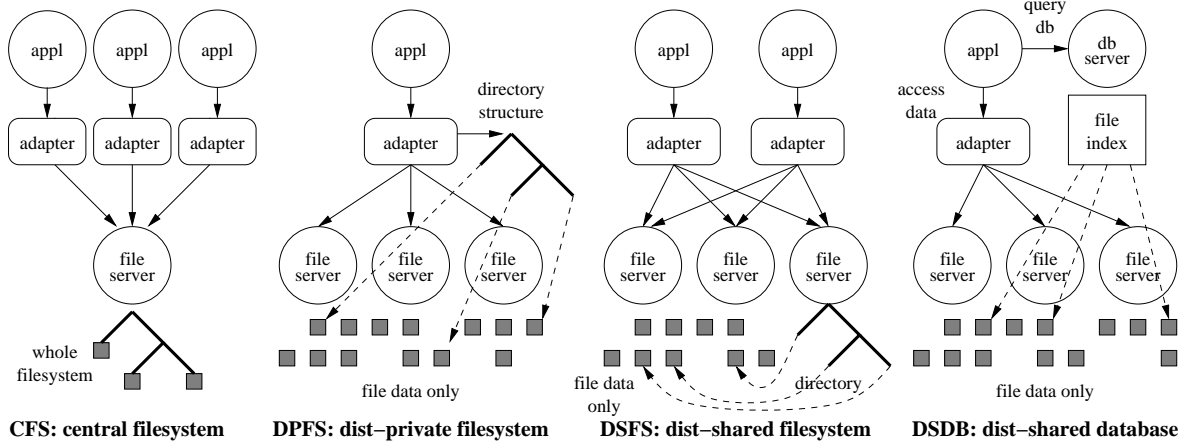 appl
appl
appl
adapter
adapter
adapter
file
server
whole
filesystem
CFS: central filesystem
appl
directory
structure
adapter
file
server
file
server
file
server
file data only
DPFS: dist−private filesystem
appl
appl
adapter
adapter
file
server
file
server
file
server
file data
only
directory
DSFS: dist−shared filesystem
query
db
appl
db
server
access
data
adapter
file
index
file
server
file
server
file
server
file data only
DSDB: dist−shared database